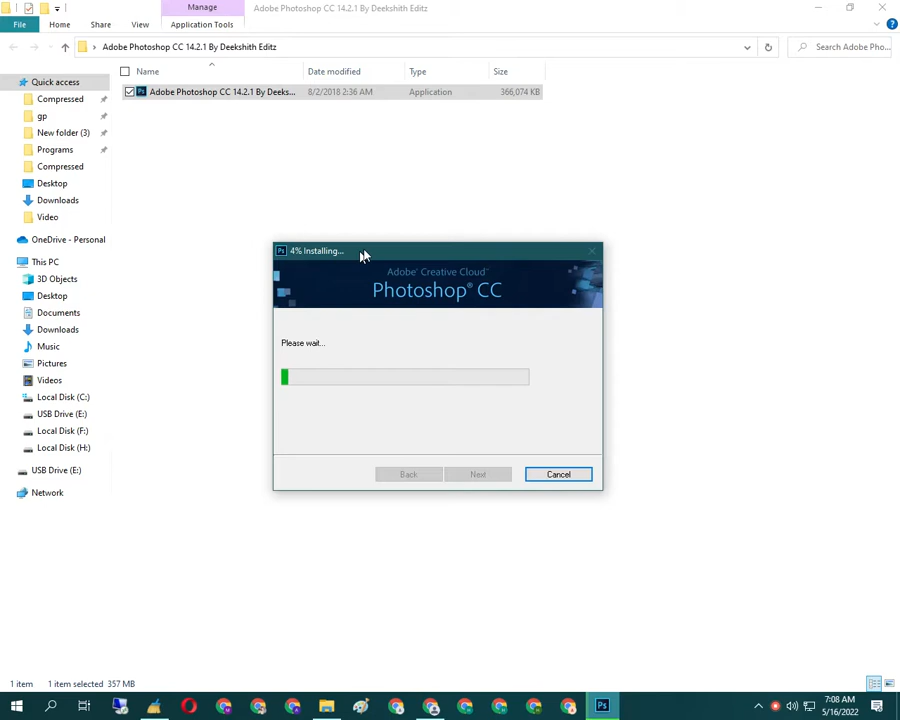 Manage
Adobe Photoshop CC 14.2.1 By Deekshith Editz
File
Home
Share
View
Application Tools
Adobe Photoshop CC 14.2.1 By Deekshith Editz
Search Adobe Pho...
Quick access
Compressed
gp
New folder (3)
Programs
Compressed
Desktop
Downloads
Video
OneDrive - Personal
This PC
3D Objects
Desktop
Documents
Downloads
Music
Pictures
Videos
Local Disk (C:)
USB Drive (E:)
Local Disk (F:)
Local Disk (H:)
USB Drive (E:)
Network
Name
Date modified
Type
Size
Adobe Photoshop CC 14.2.1 By Deeks...
8/2/2018 2:36 AM
Application
366,074 KB
Ps
4% Installing...
Adobe® Creative Cloud™
Photoshop® CC
Please wait...
Back
Next
Cancel
1 item
1 item selected 357 MB
Ps
7:08 AM
5/16/2022